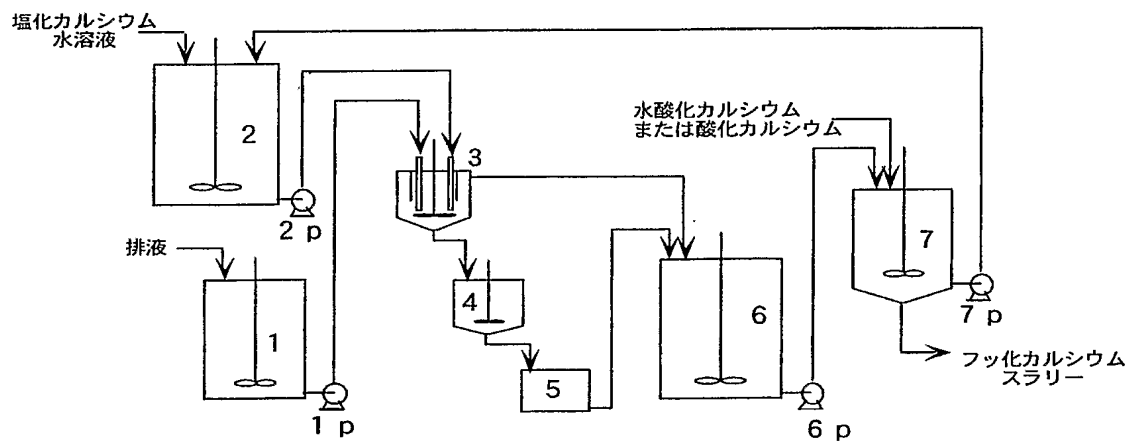 塩化カルシウム
水溶液
2
2 p
排液
1
1 p
3
4
5
水酸化カルシウム
または酸化カルシウム
6
6 p
7
7 p
フッ化カルシウム
スラリー